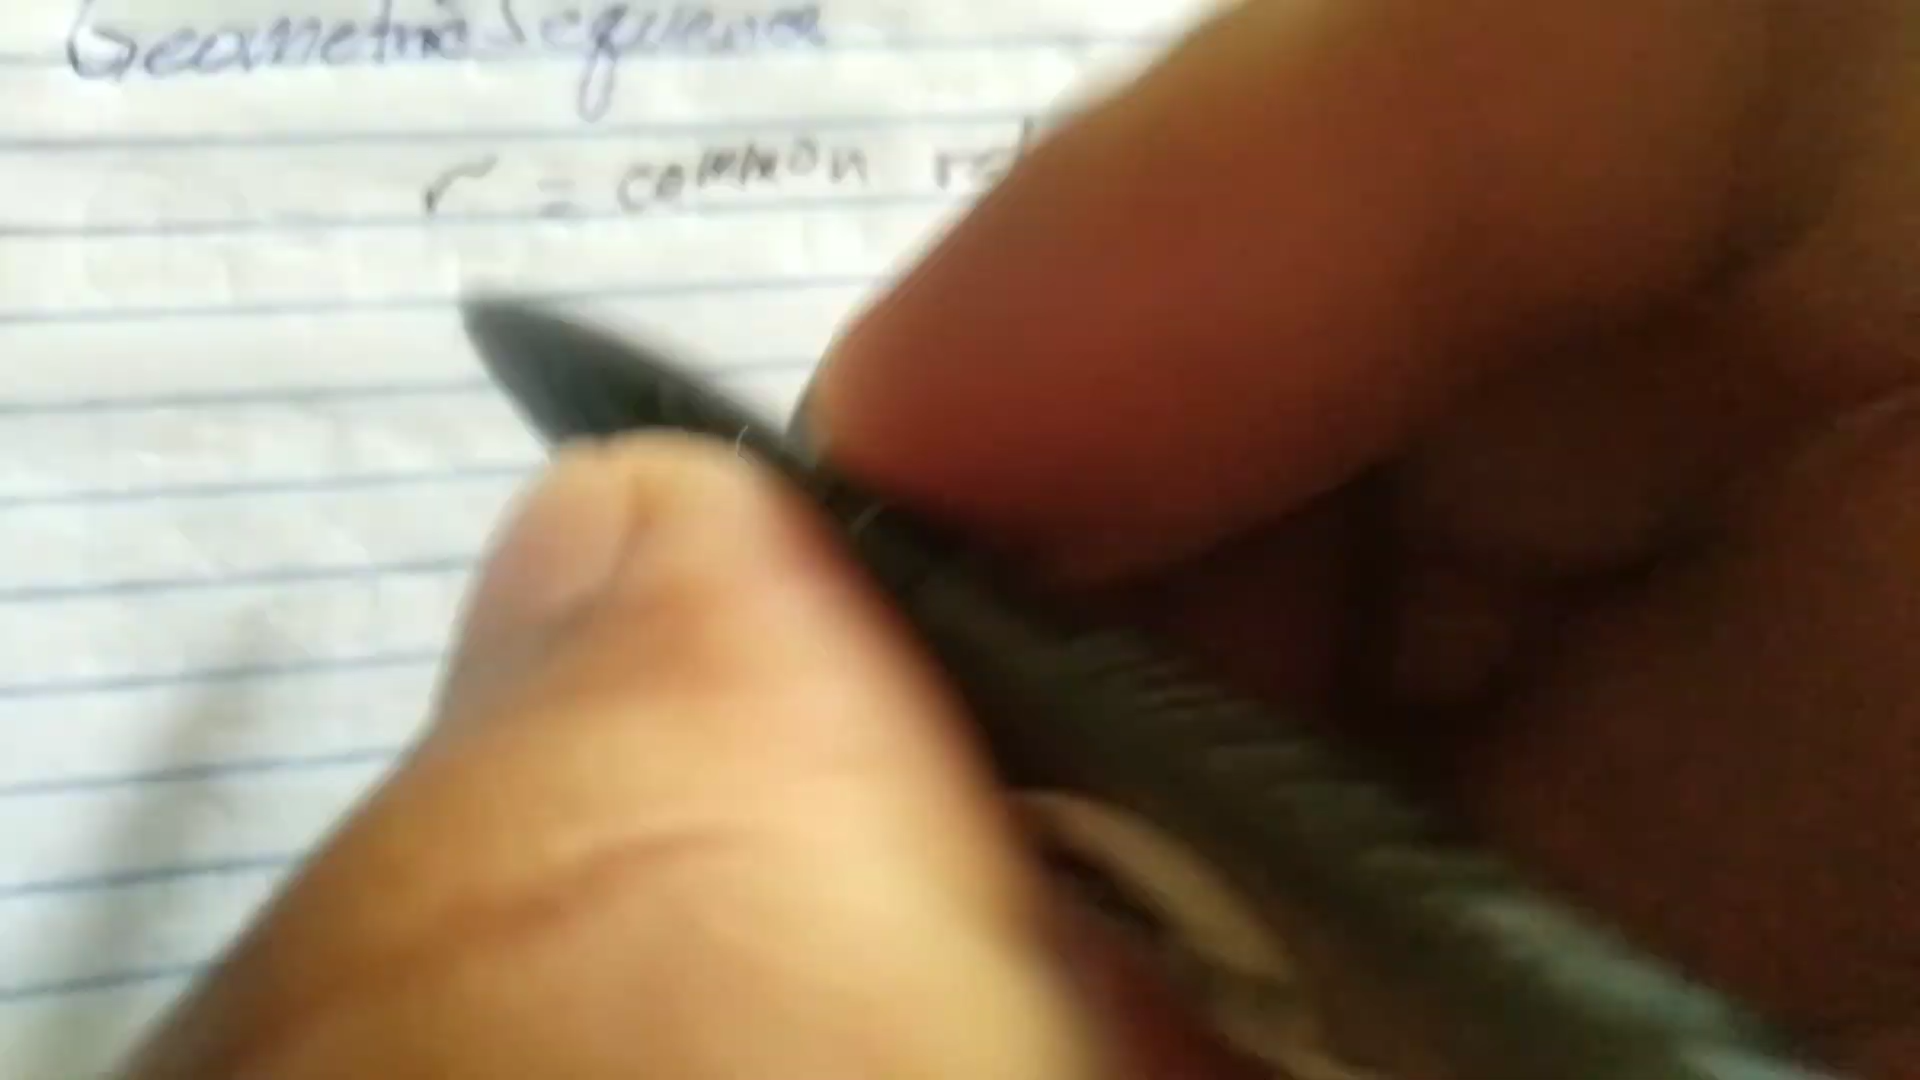 Geometric Sequence
r = common